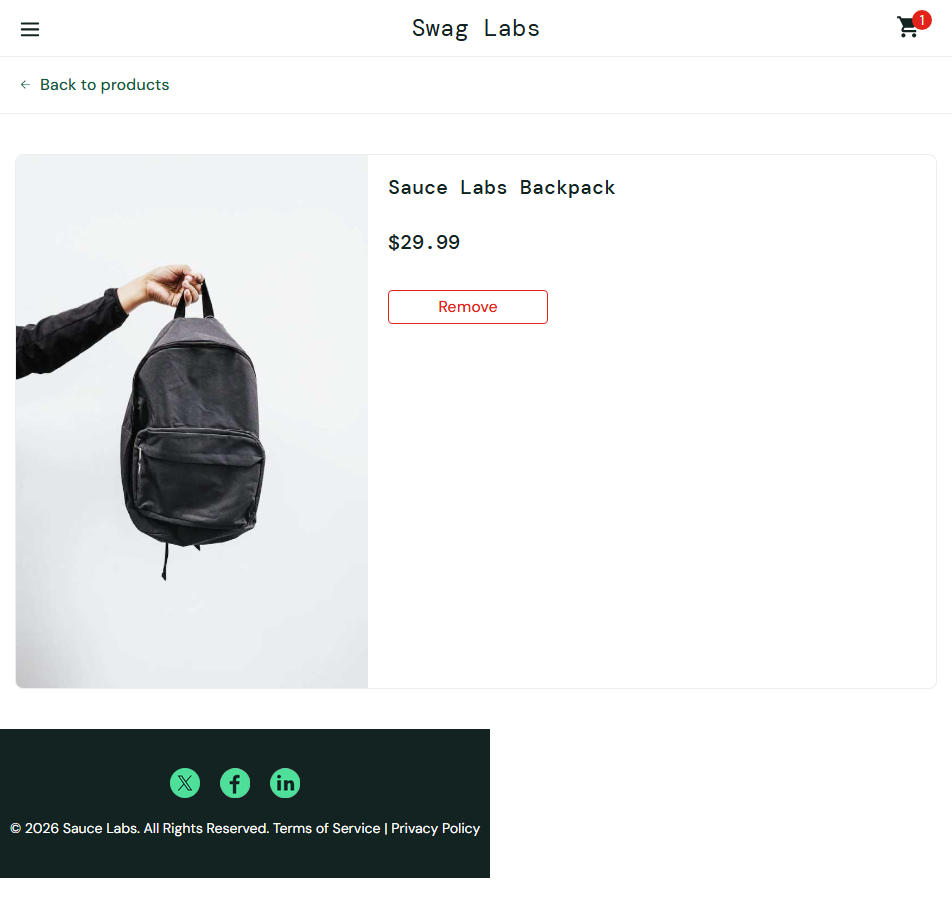 Swag Labs
1
Back to products
Sauce Labs Backpack
$29.99
Remove
© 2026 Sauce Labs. All Rights Reserved. Terms of Service | Privacy Policy